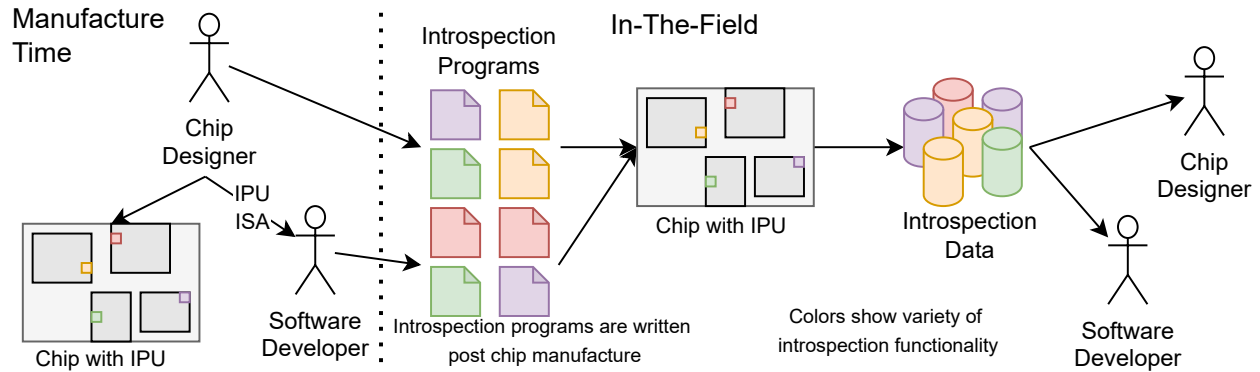 Manufacture
Time
Chip
Designer
IPU
ISA
Software
Developer
Chip with IPU
In-The-Field
Introspection
Programs
Introspection programs are written
post chip manufacture
Chip with IPU
Introspection
Data
Colors show variety of
introspection functionality
Chip
Designer
Software
Developer